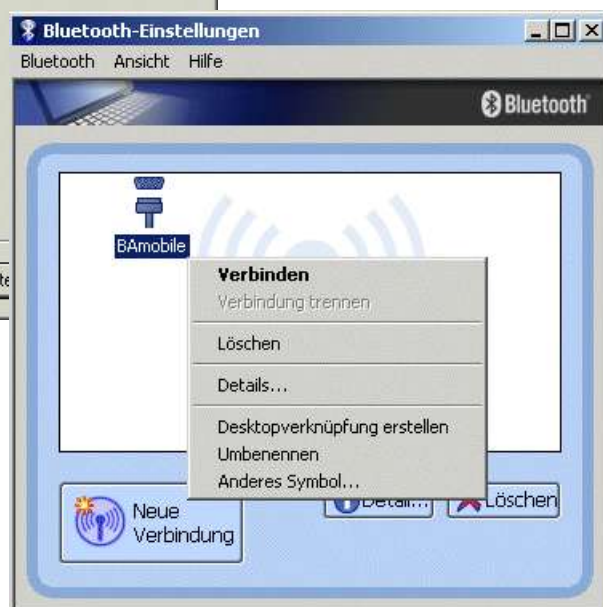 Bluetooth-Einstellungen
Bluetooth Ansicht Hilfe
Bluetooth
BAmobile
Verbinden
Verbindung trennen
Löschen
Details...
Desktopverknüpfung erstellen
Umbenennen
Anderes Symbol...
Neue
Verbindung
Detail...
Löschen